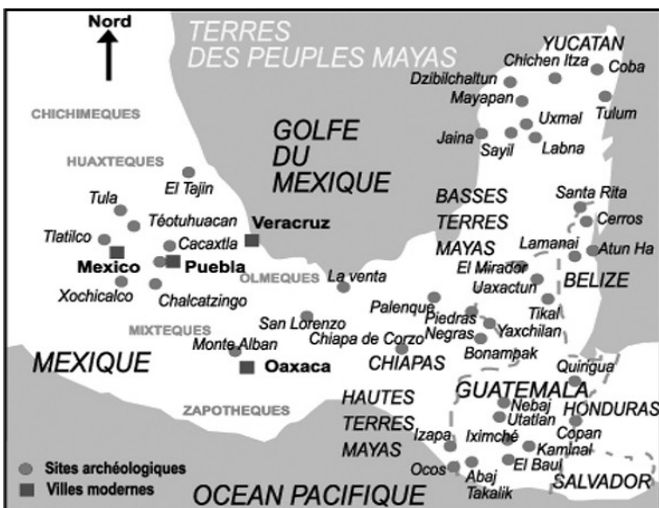 Nord
TERRES
DES PEUPLES MAYAS
YUCATAN
Chichen Itza
Coba
Dzibilchaltun
Mayapan
CHICHIMEQUES
GOLFE
DU
MEXIQUE
Uxmal
Tulum
Jaina
Sayil
Labna
HUAXTEQUES
El Tajin
Tula
Téotuhuacan
Veracruz
BASSES
TERRES
MAYAS
Santa Rita
Cerros
Tlatilco
Cacaxtla
Lamanai
Atun Ha
Mexico
Puebla
OLMEQUES
La venta
El Mirador
Uaxactun
BELIZE
Xochicalco
Chalcatzingo
Palenque
Tikal
MIXTEQUES
San Lorenzo
Chiapa de Corzo
Piedras
Negras
Yaxchilan
Monte Alban
Bonampak
MEXIQUE
Oaxaca
CHIAPAS
Quirigua
GUATEMALA
HAUTES
TERRES
MAYAS
Nebaj
Utatlan
HONDURAS
ZAPOTHEQUES
Izapa
Iximché
Copan
Kaminal
Ocos
Abaj
Takalik
El Baul
SALVADOR
Sites archéologiques
Villes modernes
OCEAN PACIFIQUE